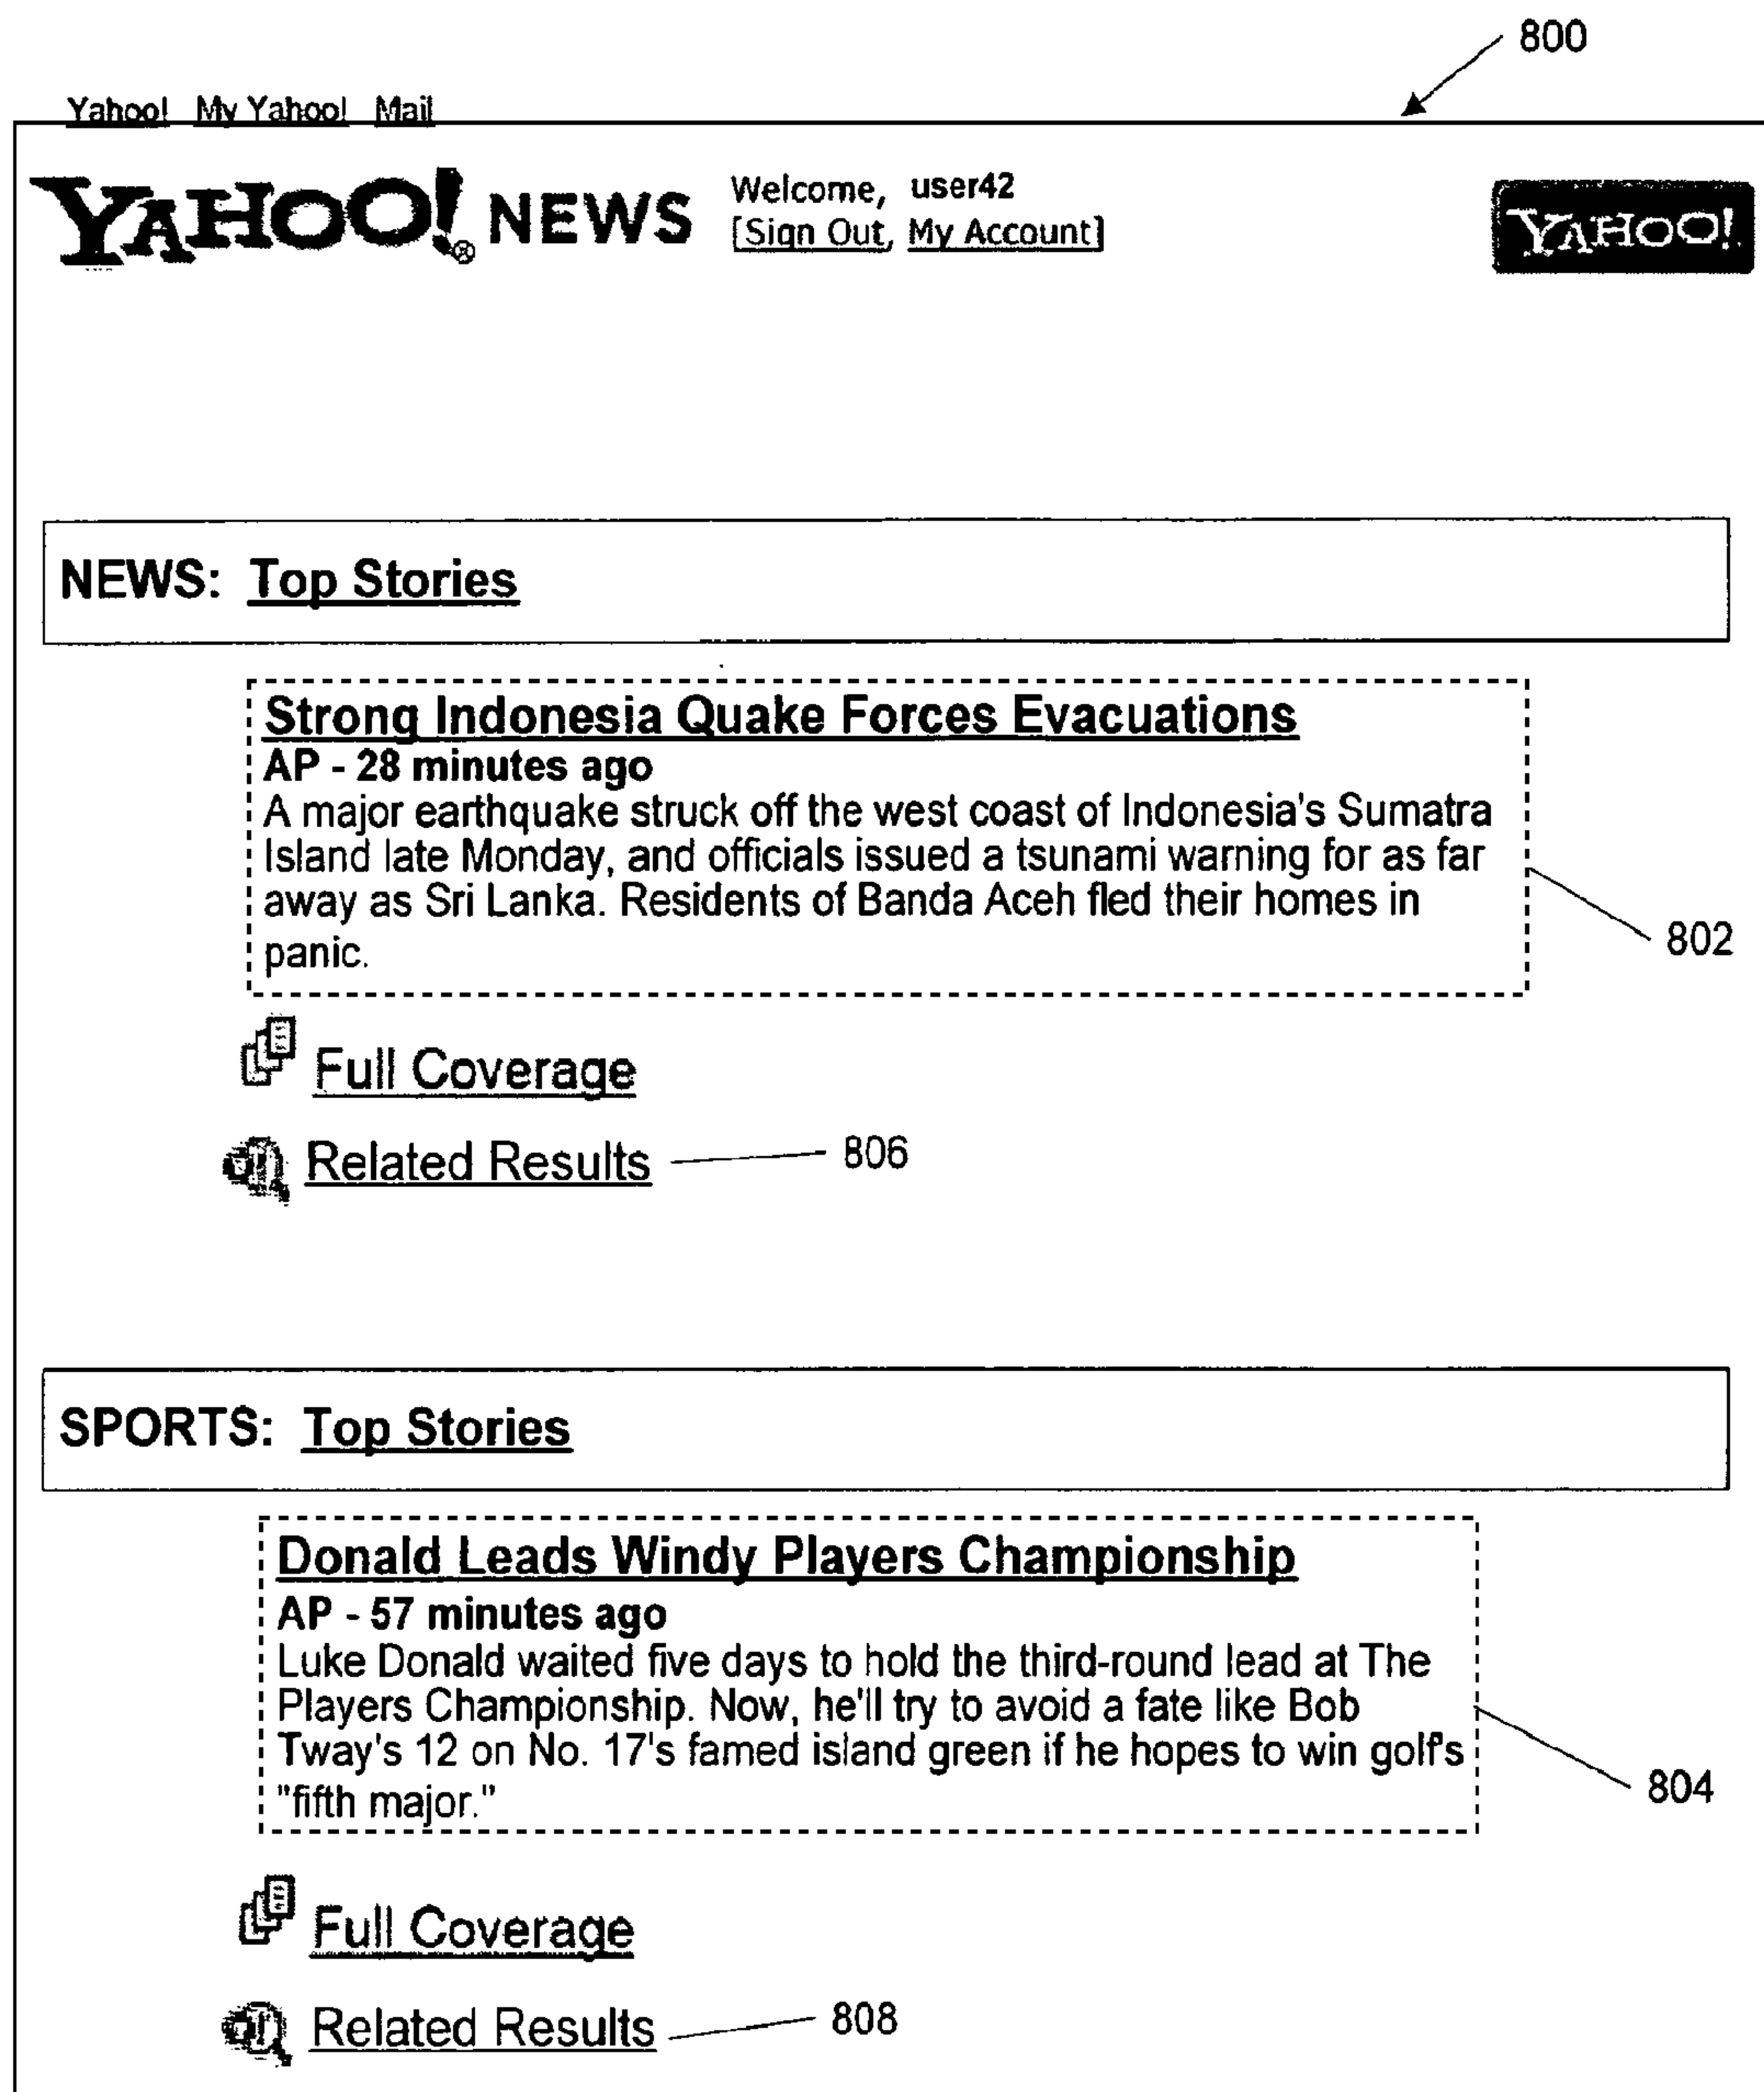 800
Yahoo! My Yahoo! Mail
YAHOO!® NEWS
Welcome, user42
[Sign Out, My Account]
YAHOO!
NEWS: Top Stories
Strong Indonesia Quake Forces Evacuations
AP - 28 minutes ago
A major earthquake struck off the west coast of Indonesia's Sumatra
Island late Monday, and officials issued a tsunami warning for as far
away as Sri Lanka. Residents of Banda Aceh fled their homes in
panic.
802
Full Coverage
Related Results
806
SPORTS: Top Stories
Donald Leads Windy Players Championship
AP - 57 minutes ago
Luke Donald waited five days to hold the third-round lead at The
Players Championship. Now, he'll try to avoid a fate like Bob
Tway's 12 on No. 17's famed island green if he hopes to win golf's
"fifth major."
804
Full Coverage
Related Results
808